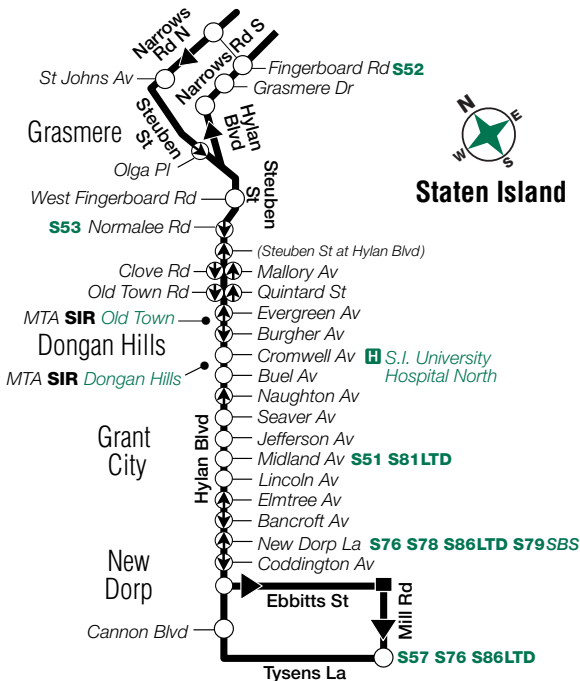 Narrows
Rd N
Narrows Rd S
Fingerboard Rd S52
St Johns Av
Grasmere Dr
Steuben
St
Hylan
Blvd
Grasmere
Olga Pl
N
E
W
S
Staten Island
Steuben
St
West Fingerboard Rd
S53 Normalee Rd
(Steuben St at Hylan Blvd)
Clove Rd
Mallory Av
Old Town Rd
Quintard St
Evergreen Av
MTA SIR Old Town
Burgher Av
Dongan Hills
Cromwell Av H S.I. University
Hospital North
MTA SIR Dongan Hills
Buel Av
Naughton Av
Seaver Av
Grant
City
Hylan Blvd
Jefferson Av
Midland Av S51 S81LTD
Lincoln Av
Elmtree Av
Bancroft Av
New Dorp La S76 S78 S86LTD S79SBS
Coddington Av
New
Dorp
Ebbitts St
Mill Rd
Cannon Blvd
S57 S76 S86LTD
Tysens La